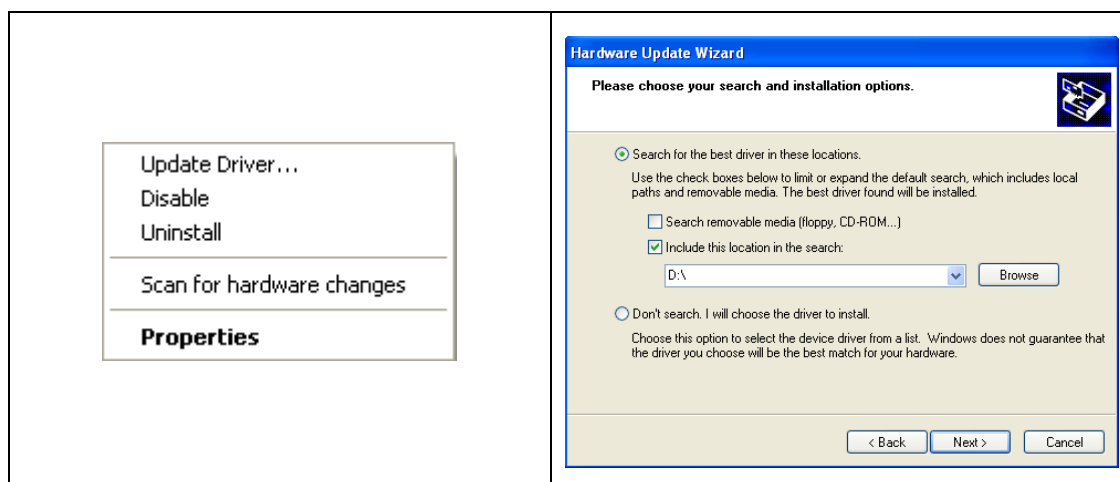 Update Driver...
Disable
Uninstall
Scan for hardware changes
Properties
Hardware Update Wizard
Please choose your search and installation options.
Search for the best driver in these locations.
Use the check boxes below to limit or expand the default search, which includes local
paths and removable media. The best driver found will be installed.
Search removable media (floppy, CD-ROM...)
Include this location in the search:
D:\
Browse
Don't search. I will choose the driver to install.
Choose this option to select the device driver from a list. Windows does not guarantee that
the driver you choose will be the best match for your hardware.
< Back
Next >
Cancel